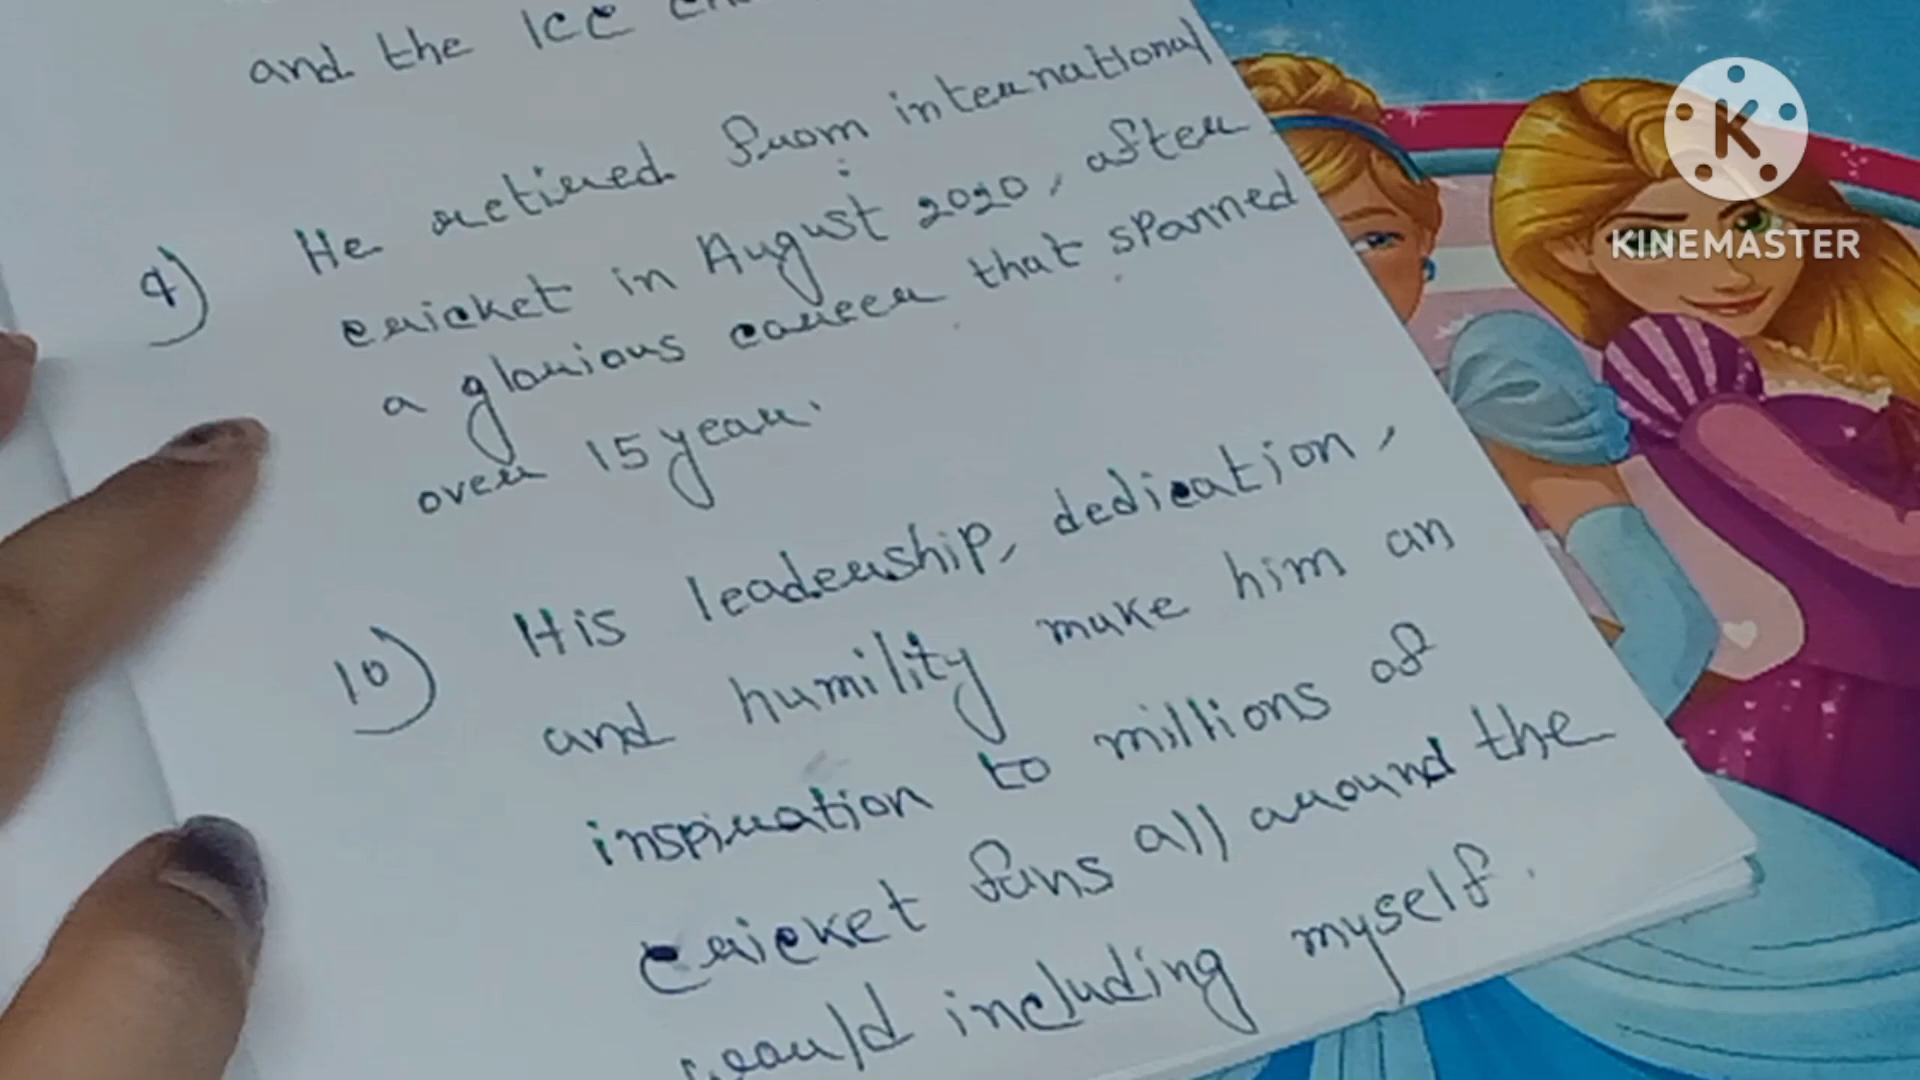 and the ICC
9) He retired from international
cricket in August 2020, after
a glorious career that spanned
over 15 year.
10) His leadership, dedication,
and humility make him an
inspiration to millions of
cricket fans all around the
world including myself.
KINEMASTER